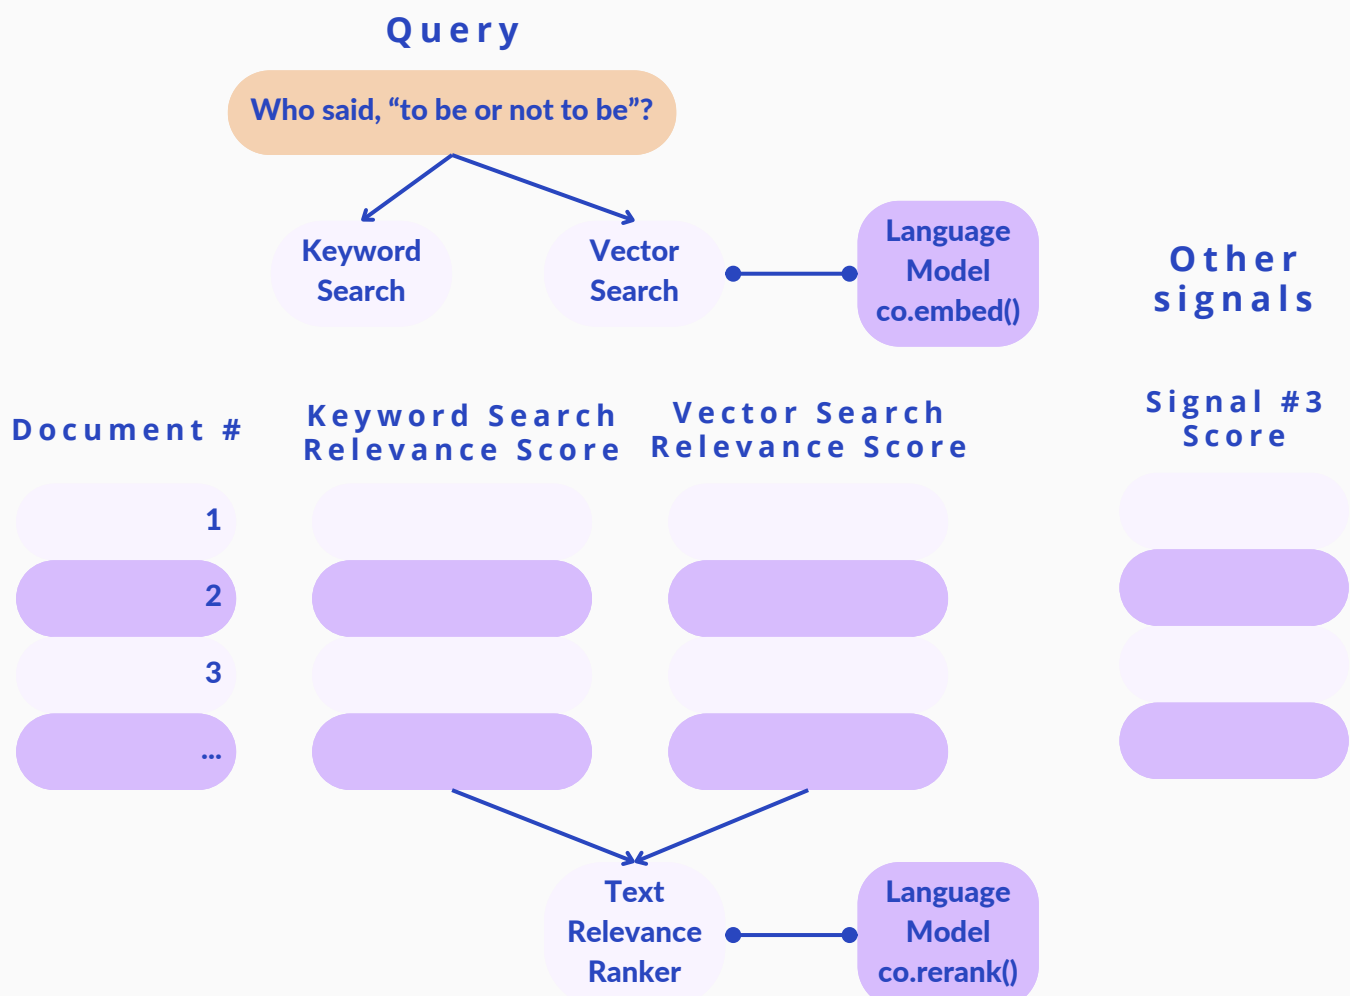 Query
Who said, “to be or not to be”?
Keyword
Search
Vector
Search
Language
Model
co.embed()
Other
signals
Document #
Keyword Search
Relevance Score
Vector Search
Relevance Score
Signal #3
Score
1
2
3
...
Text
Relevance
Ranker
Language
Model
co.rerank()